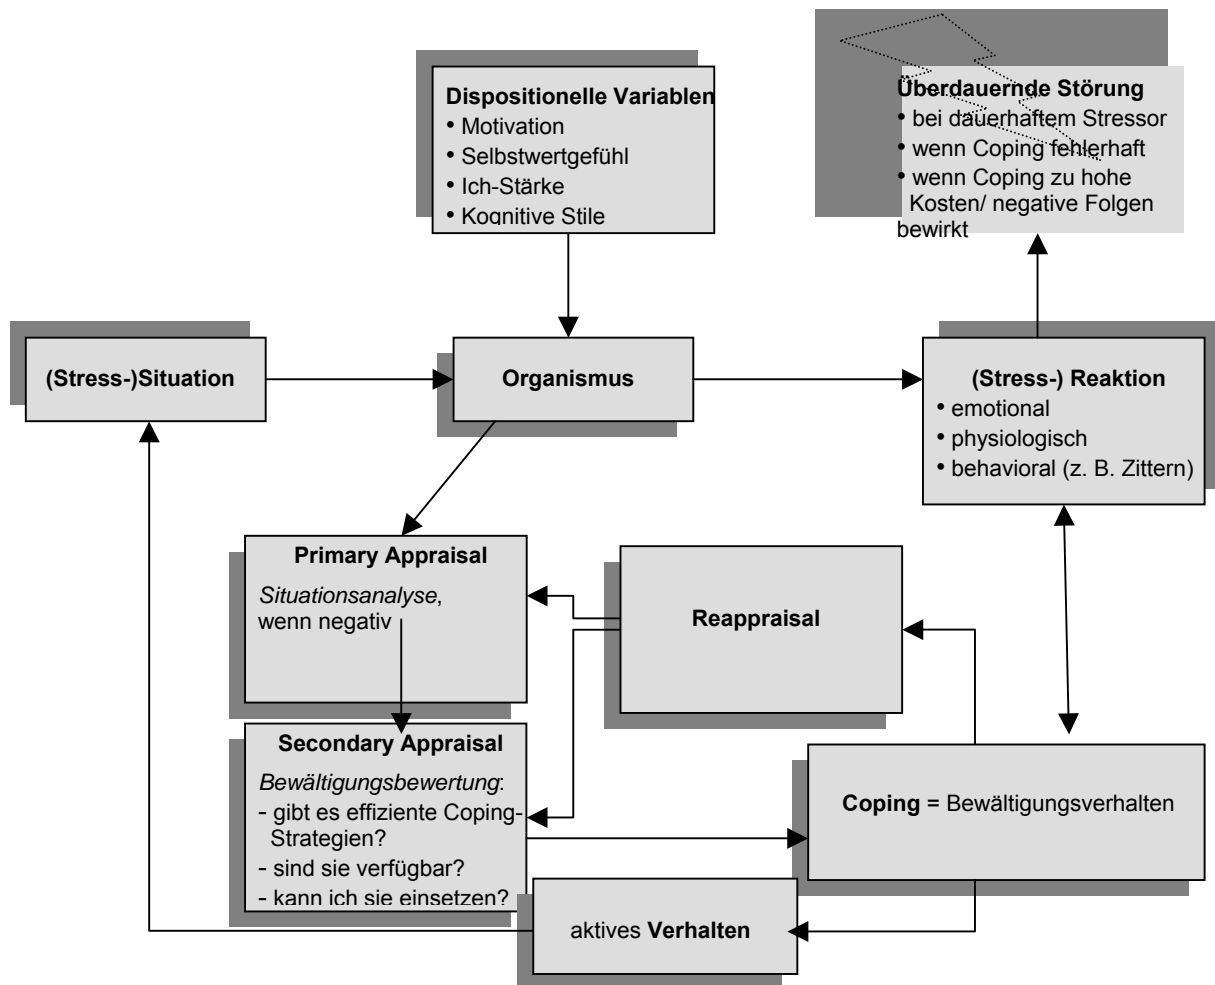 Dispositionelle Variablen
• Motivation
• Selbstwertgefühl
• Ich-Stärke
• Kognitive Stile
Überdauernde Störung
• bei dauerhaftem Stressor
• wenn Coping fehlerhaft
• wenn Coping zu hohe
Kosten/ negative Folgen
bewirkt
(Stress-)Situation
Organismus
(Stress-) Reaktion
• emotional
• physiologisch
• behavioral (z. B. Zittern)
Primary Appraisal
Situationsanalyse,
wenn negativ
Reappraisal
Secondary Appraisal
Bewältigungsbewertung:
- gibt es effiziente Coping-
Strategien?
- sind sie verfügbar?
- kann ich sie einsetzen?
Coping = Bewältigungsverhalten
aktives Verhalten